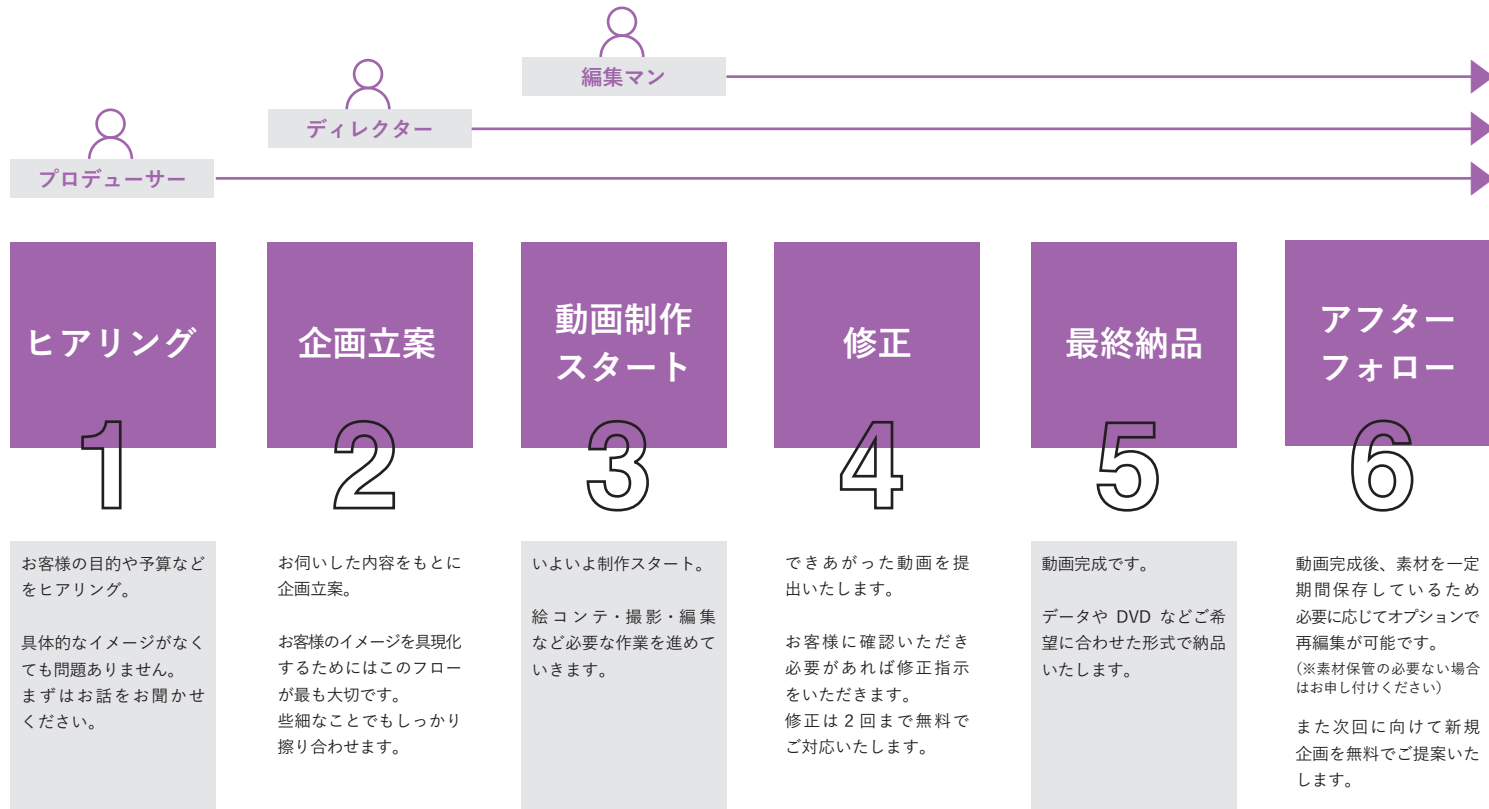 編集マン
ディレクター
プロデューサー
ヒアリング
1
お客様の目的や予算など
をヒアリング。
具体的なイメージがなく
ても問題ありません。
まずはお話をお聞かせ
ください。
企画立案
2
お伺いした内容をもとに
企画立案。
お客様のイメージを具現化
するためにはこのフロー
が最も大切です。
些細なことでもしっかり
擦り合わせます。
動画制作
スタート
3
いよいよ制作スタート。
絵コンテ・撮影・編集
など必要な作業を進めて
いきます。
修正
4
できあがった動画を提
出いたします。
お客様に確認いただき
必要があれば修正指示
をいただきます。
修正は 2 回まで無料で
ご対応いたします。
最終納品
5
動画完成です。
データや DVD などご希
望に合わせた形式で納品
いたします。
アフター
フォロー
6
動画完成後、素材を一定
期間保存しているため
必要に応じてオプションで
再編集が可能です。
(※素材保管の必要ない場合
はお申し付けください)
また次回に向けて新規
企画を無料でご提案いた
します。